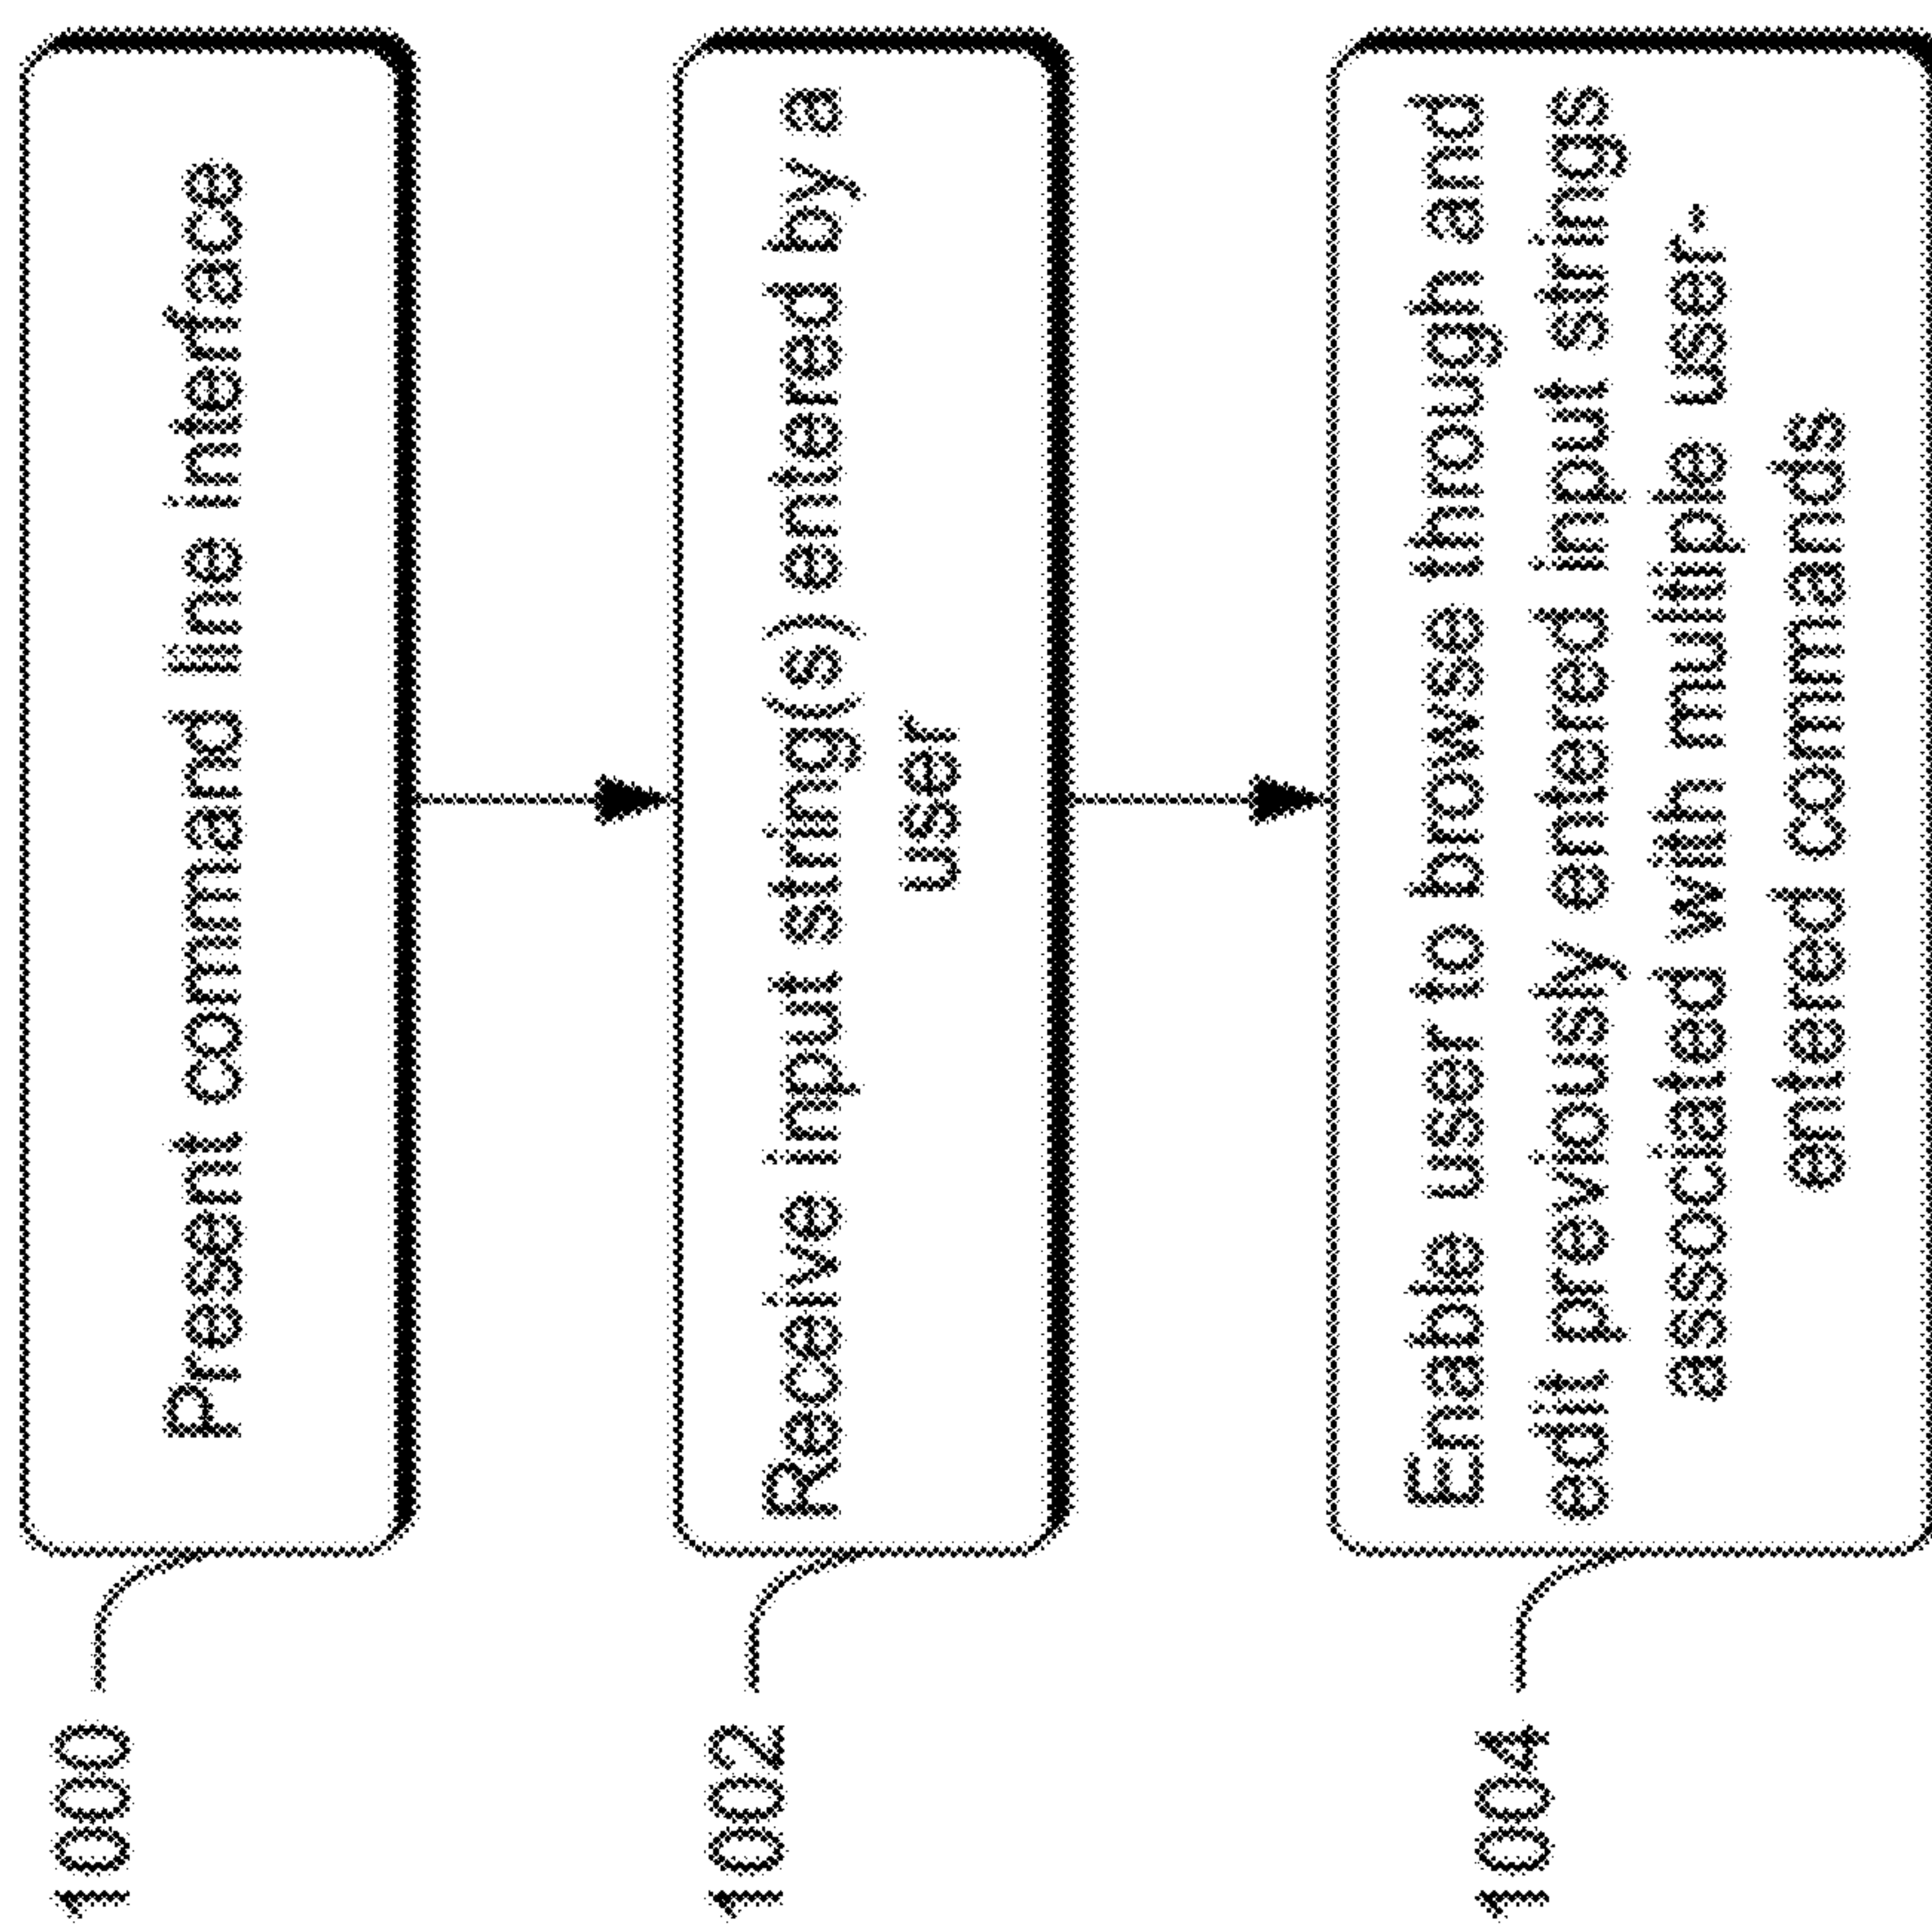 1000
Present command line interface
1002
Receive input string(s) entered by a
user
1004
Enable user to browse through and
edit previously entered input strings
associated with multiple user-
entered commands